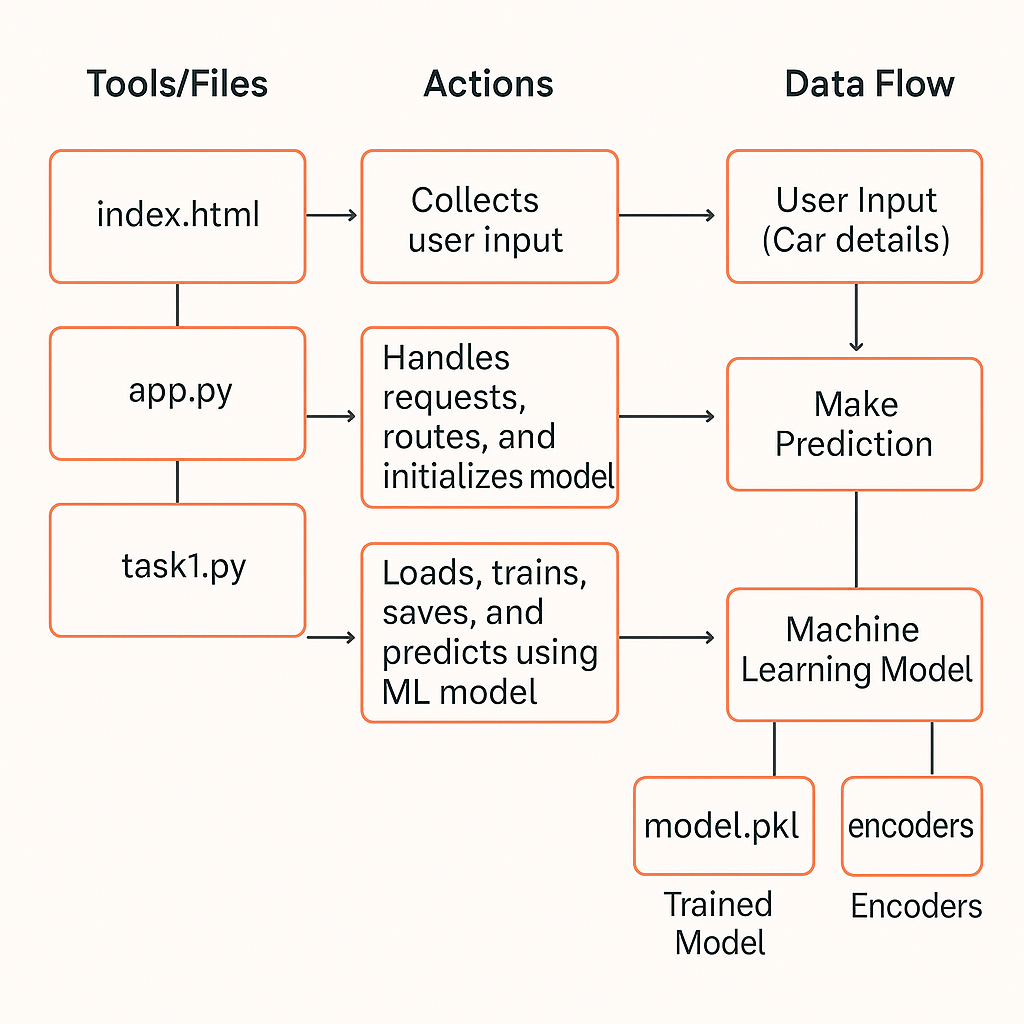 Tools/Files
Actions
Data Flow
index.html
Collects
user input
User Input
(Car details)
app.py
Handles
requests,
routes, and
initializes model
Make
Prediction
task1.py
Loads, trains,
saves, and
predicts using
ML model
Machine
Learning Model
model.pkl
encoders
Trained
Model
Encoders